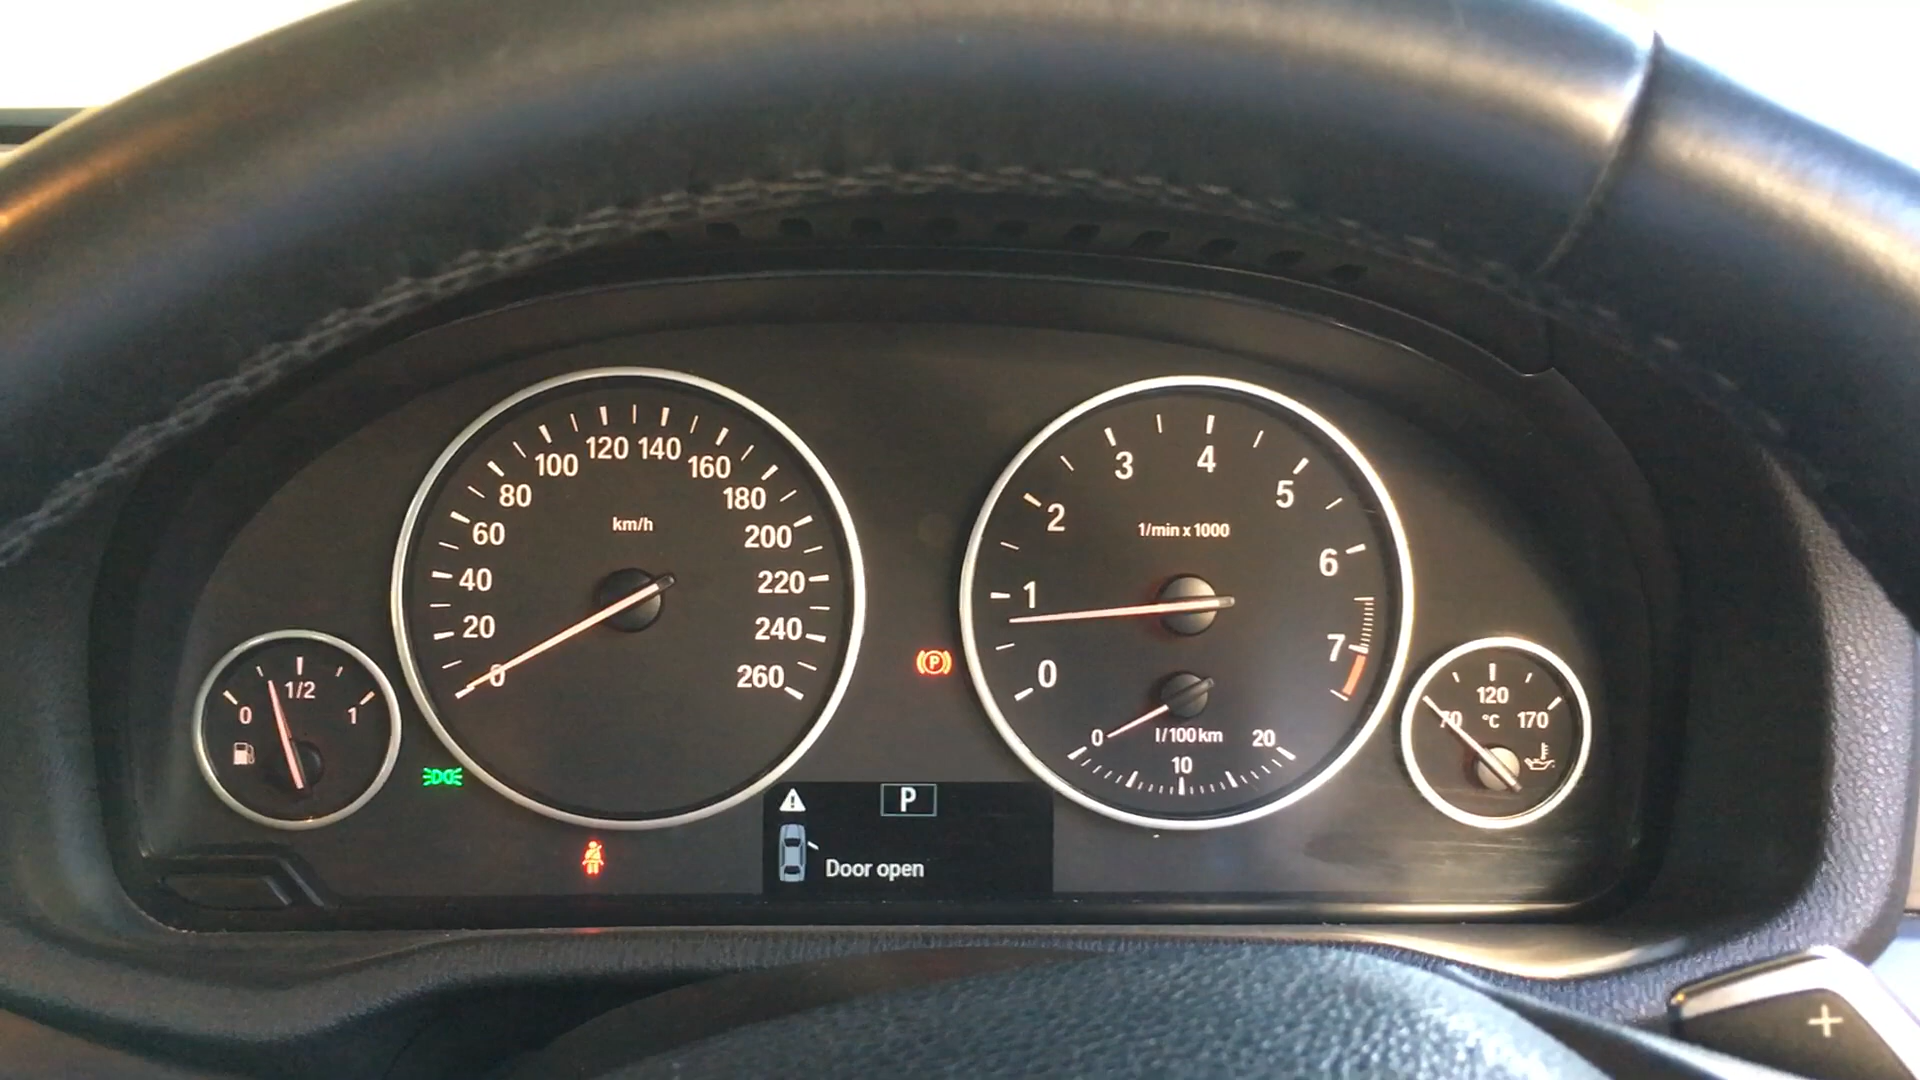 0 20 40 60 80 100 120 140 160 180 200 220 240 260
km/h
0 1 2 3 4 5 6 7
1/min x 1000
0 1/2 1
P
0 10 20
l/100km
70 120 170
°C
P
Door open
+